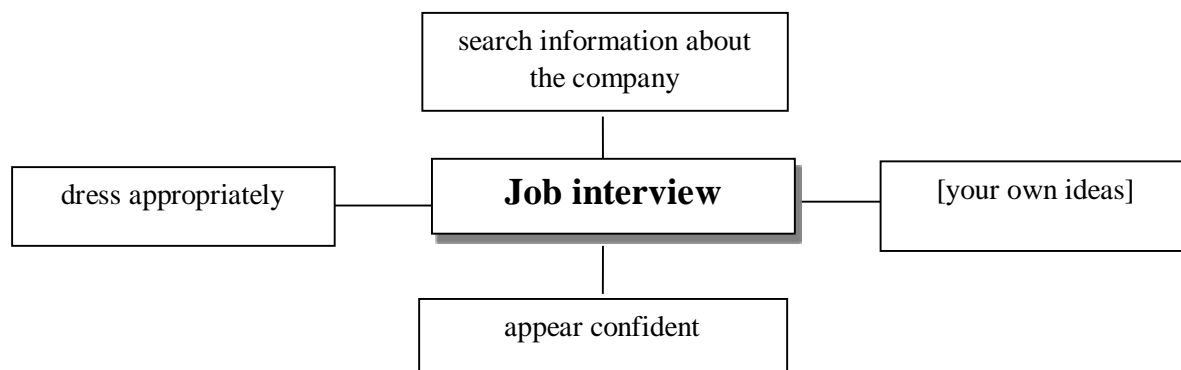 search information about
the company
dress appropriately
Job interview
[your own ideas]
appear confident